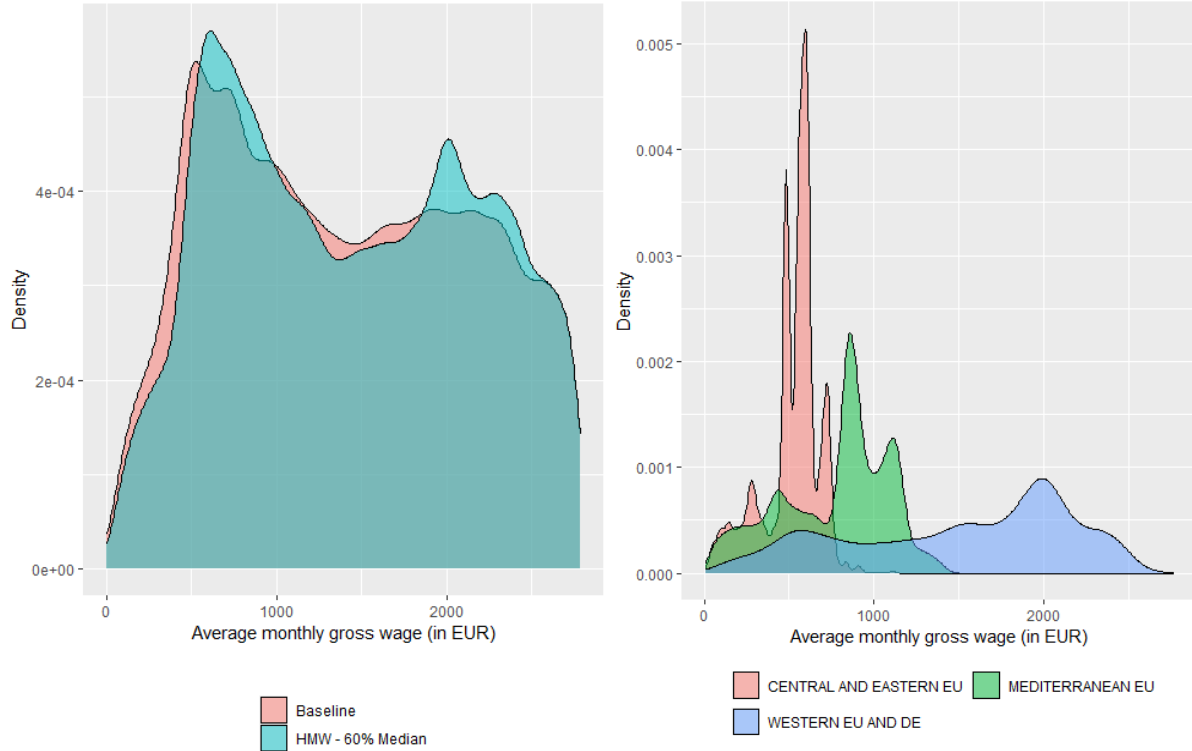 Density
4e-04
2e-04
0e+00
0
1000
2000
Average monthly gross wage (in EUR)
Baseline
HMW - 60% Median
Density
0.005
0.004
0.003
0.002
0.001
0.000
0
1000
2000
Average monthly gross wage (in EUR)
CENTRAL AND EASTERN EU
MEDITERRANEAN EU
WESTERN EU AND DE